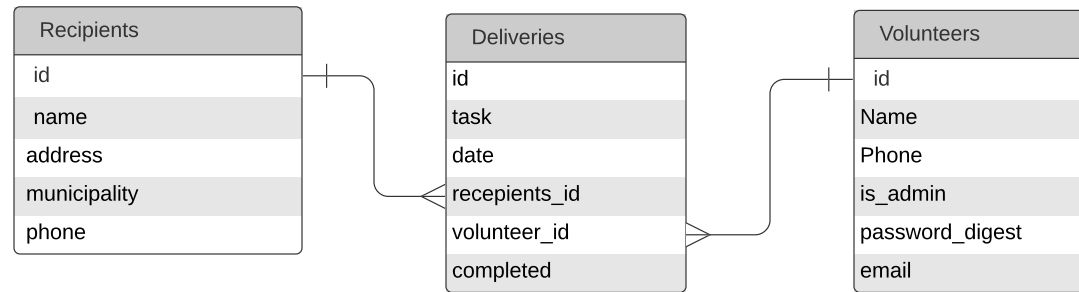 Recipients
id
name
address
municipality
phone
Deliveries
id
task
date
recepients_id
volunteer_id
completed
Volunteers
id
Name
Phone
is_admin
password_digest
email